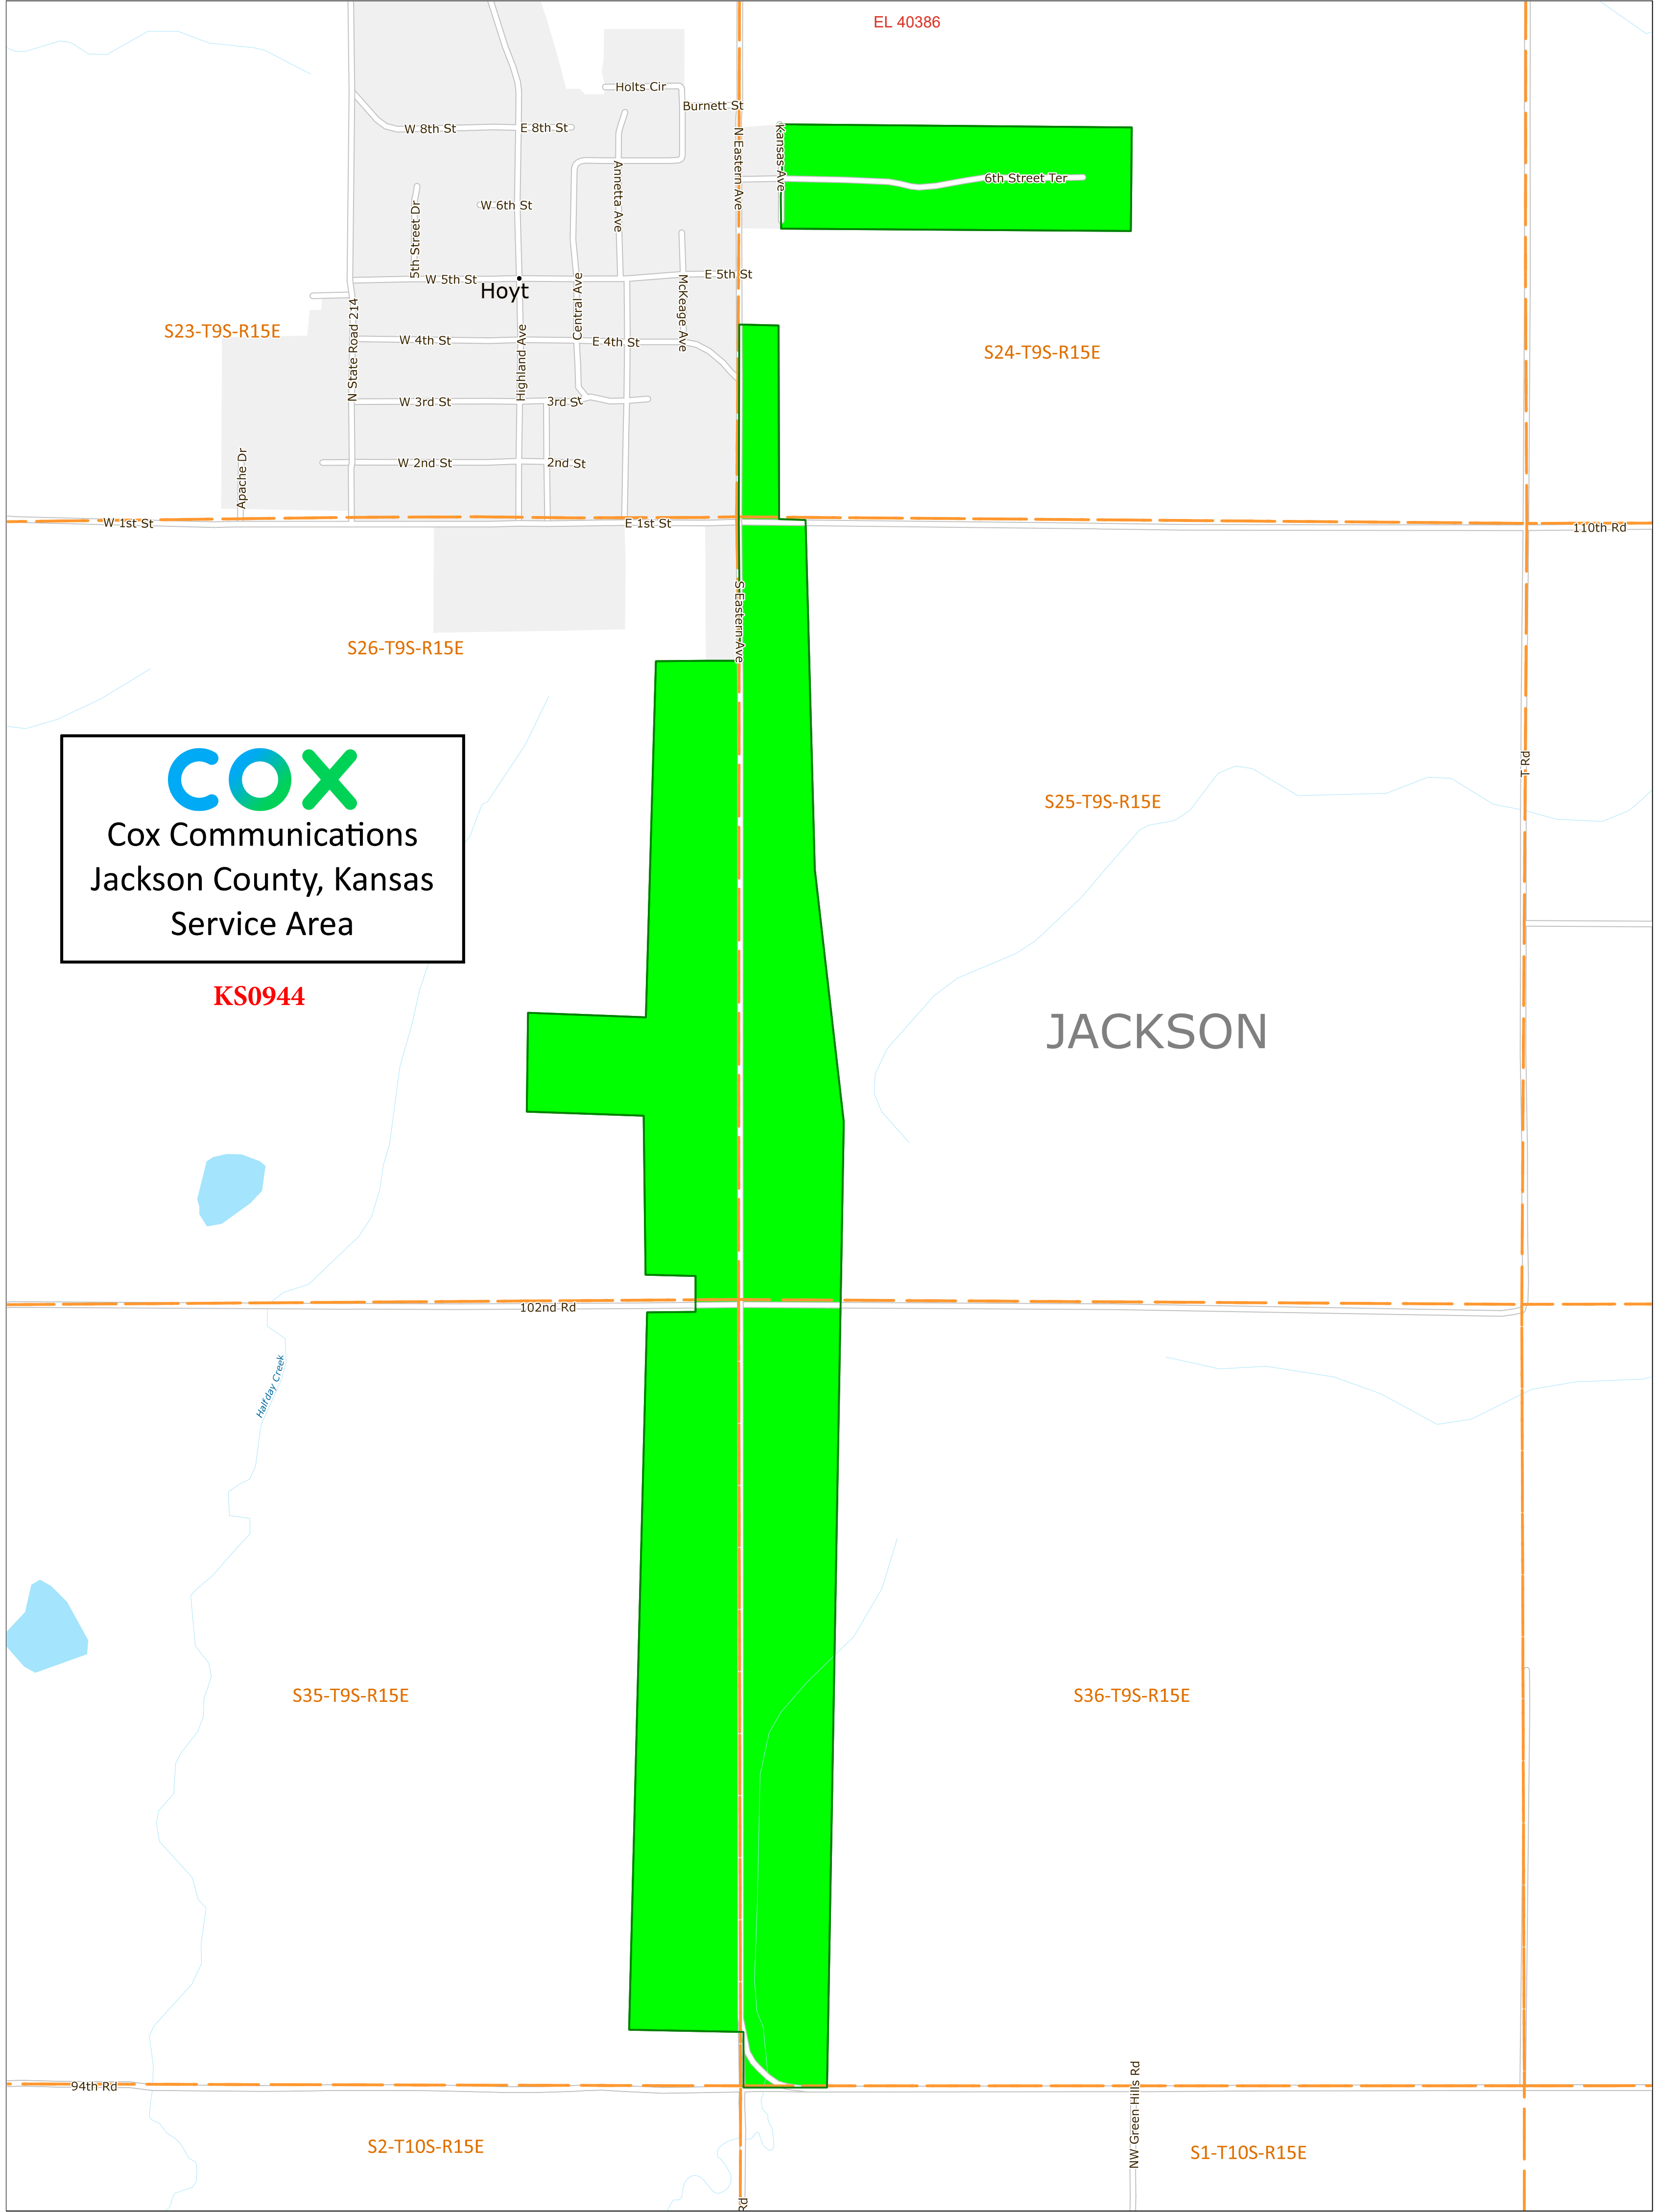 EL 40386
Holts Cir
Burnett St
W 8th St
E 8th St
N Eastern Ave
Kansas Ave
Annetta Ave
6th Street Ter
5th Street Dr
W 6th St
W 5th St
E 5th St
Hoyt
Central Ave
McKeage Ave
S23-T9S-R15E
N State Road 214
W 4th St
Highland Ave
E 4th St
S24-T9S-R15E
W 3rd St
3rd St
Apache Dr
W 2nd St
2nd St
W 1st St
E 1st St
110th Rd
S Eastern Ave
S26-T9S-R15E
T Rd
cox
Cox Communications
Jackson County, Kansas
Service Area
S25-T9S-R15E
KS0944
JACKSON
102nd Rd
Halfday Creek
S35-T9S-R15E
S36-T9S-R15E
94th Rd
NW Green Hills Rd
S2-T10S-R15E
S1-T10S-R15E
Rd